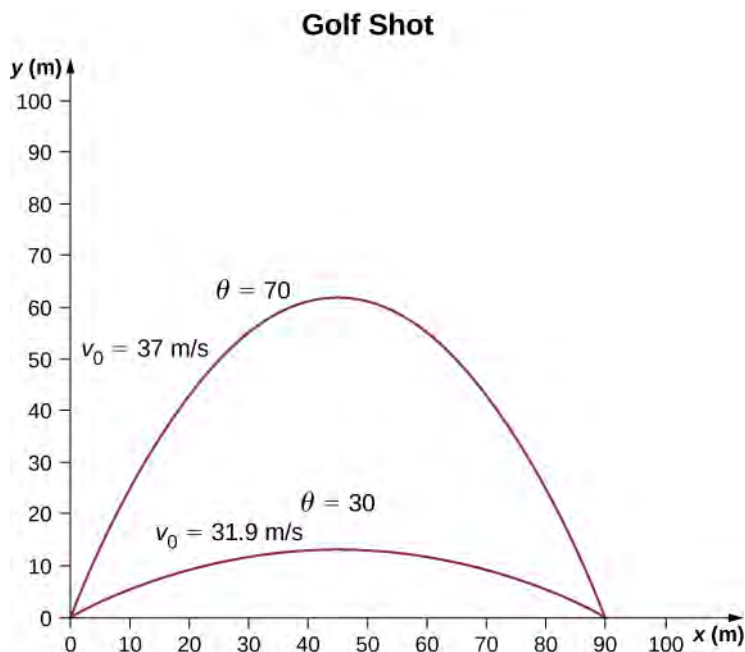 Golf Shot
y (m)
100
90
80
70
60
50
40
30
20
10
0
θ = 70
v₀ = 37 m/s
θ = 30
v₀ = 31.9 m/s
0 10 20 30 40 50 60 70 80 90 100 x (m)